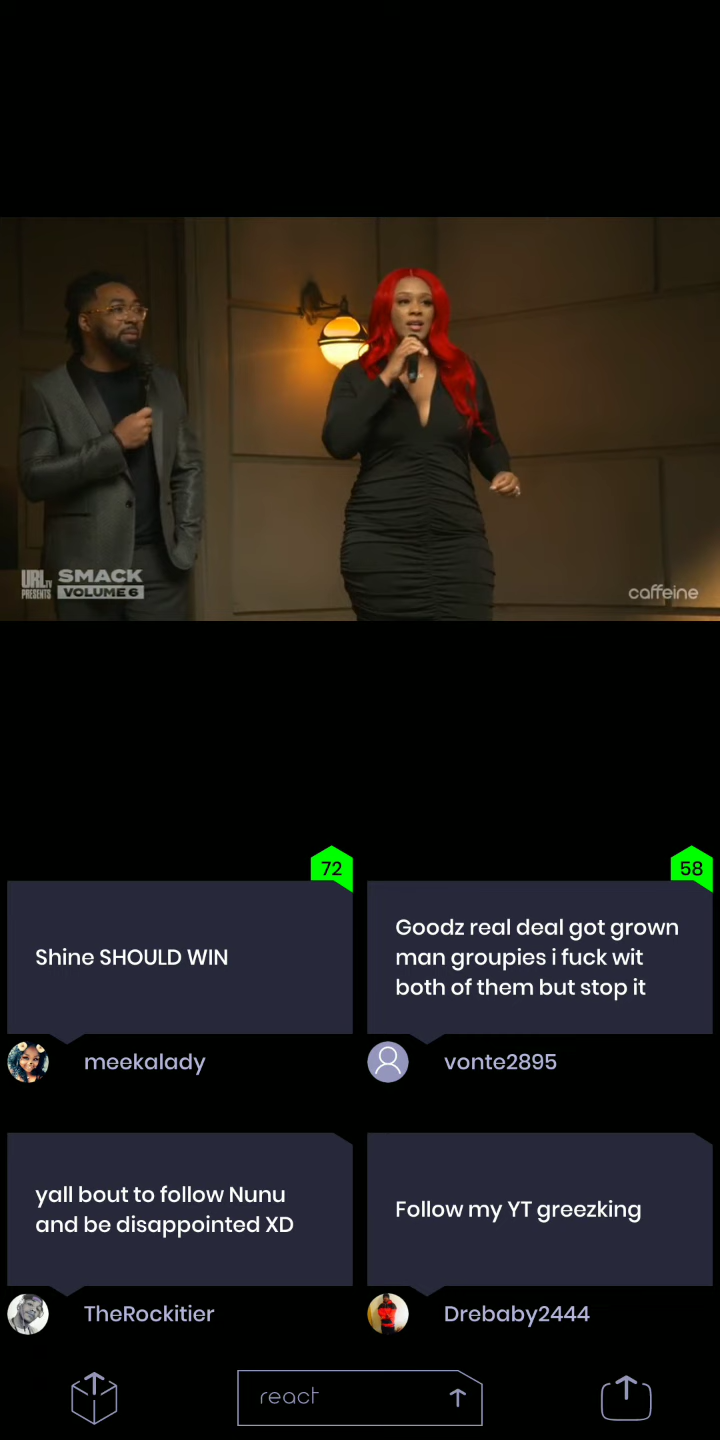 URLTV SMACK
PRESENTS VOLUME 6
caffeine
72
58
Shine SHOULD WIN
Goodz real deal got grown
man groupies i fuck wit
both of them but stop it
meekalady
vonte2895
yall bout to follow Nunu
and be disappointed XD
Follow my YT greezking
TheRockitier
Drebaby2444
react